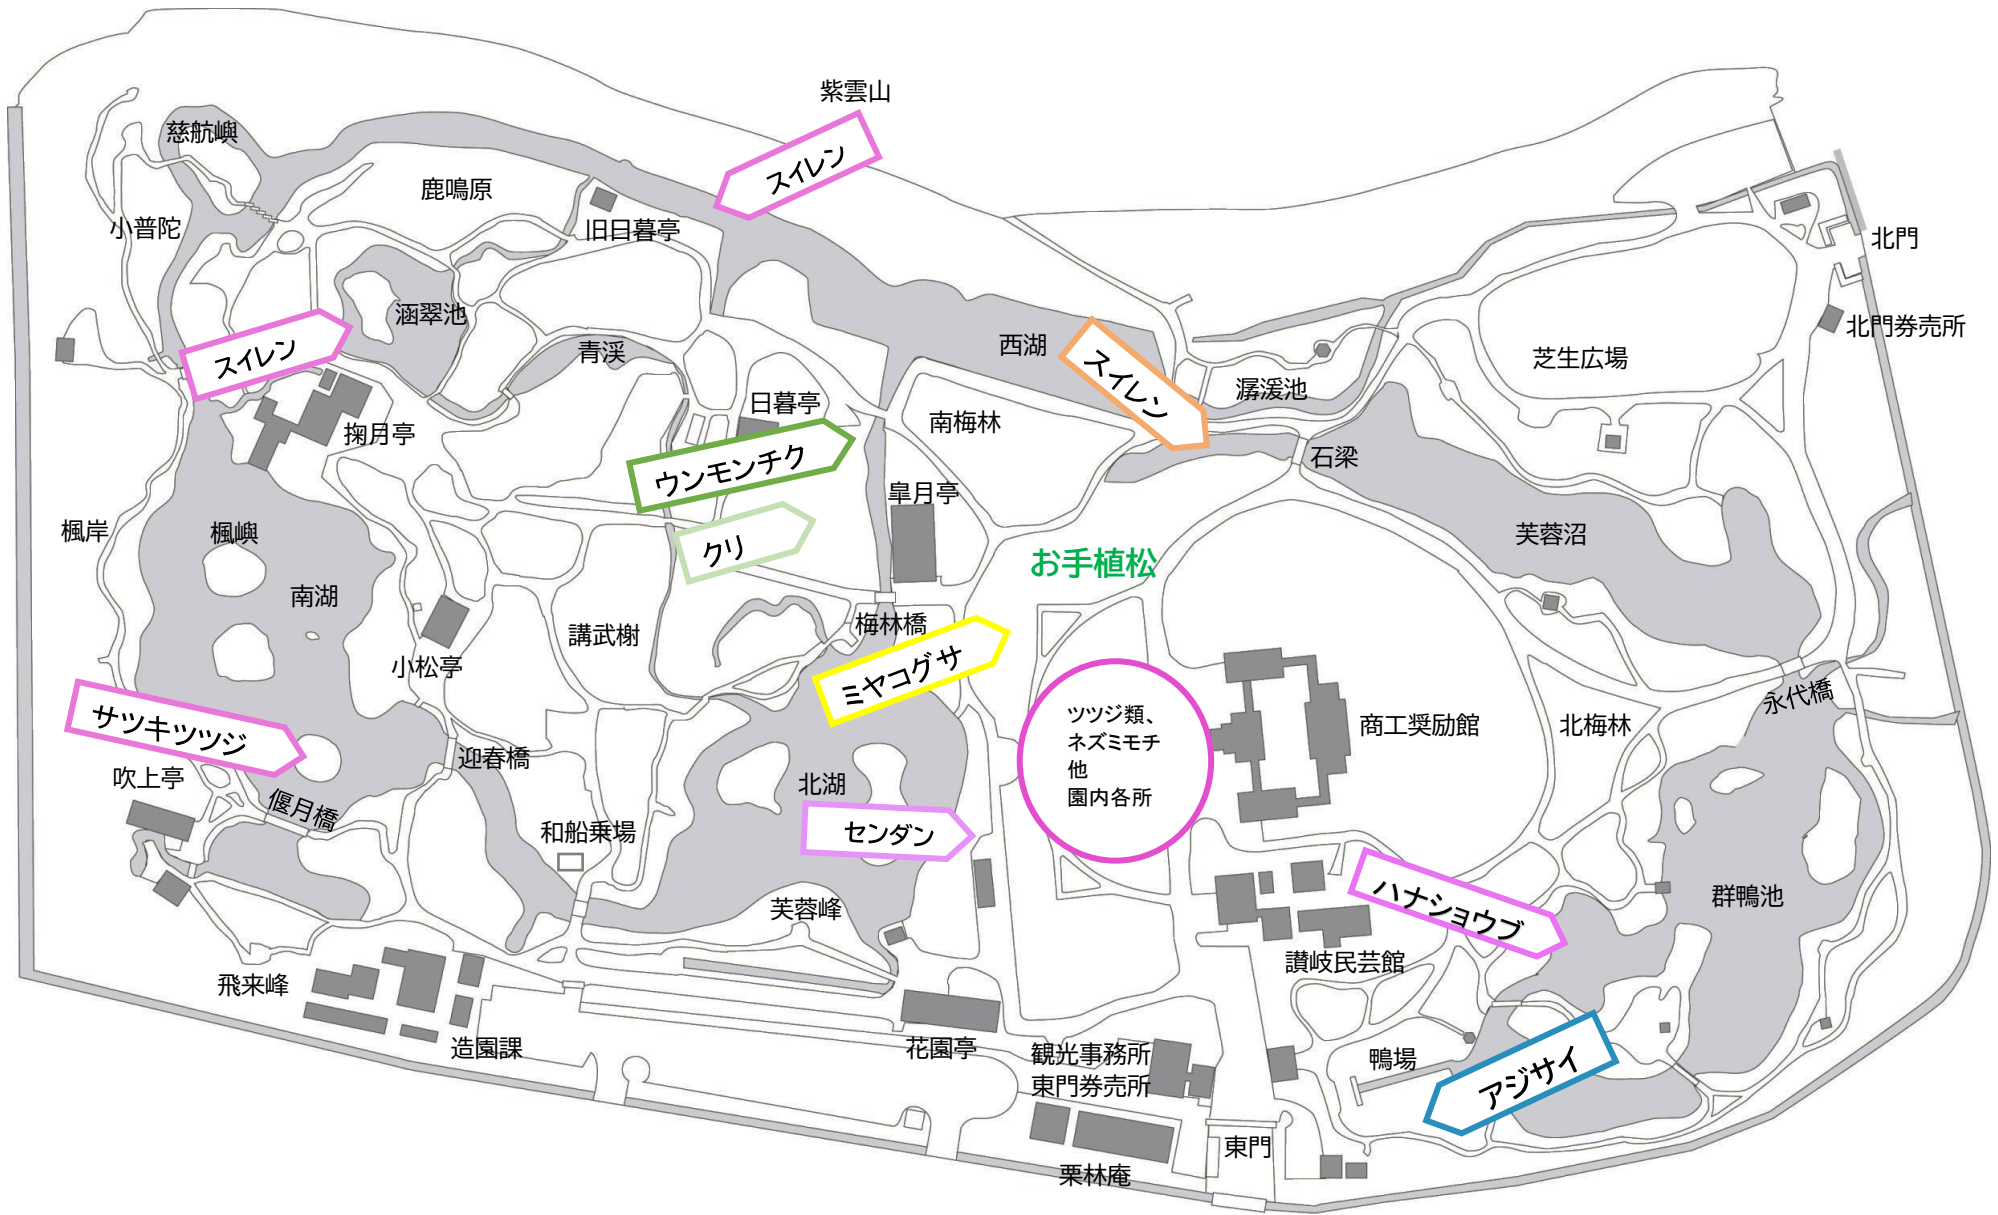 紫雲山
スイレン
慈航嶼
鹿鳴原
小普陀
旧日暮亭
北門
涵翠池
北門券売所
スイレン
青渓
西湖
スイレン
芝生広場
潺湲池
日暮亭
南梅林
掬月亭
ウンモンチク
石梁
皐月亭
楓岸
楓嶼
クリ
お手植松
芙蓉沼
南湖
講武榭
梅林橋
小松亭
ミヤコグサ
永代橋
サツキツツジ
ツツジ類、
ネズミモチ
他
園内各所
商工奨励館
北梅林
迎春橋
吹上亭
北湖
偃月橋
和船乗場
センダン
ハナショウブ
群鴨池
芙蓉峰
讃岐民芸館
飛来峰
造園課
花園亭
観光事務所
東門券売所
鴨場
アジサイ
東門
栗林庵